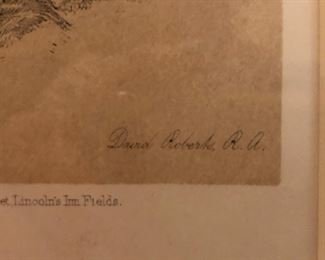 David Roberts, R.A.
et Lincoln's Inn Fields.